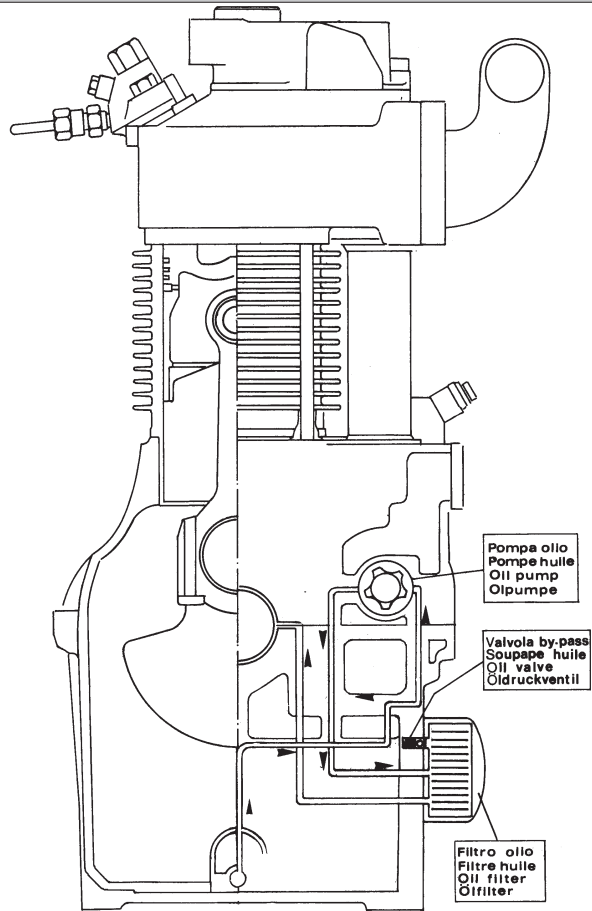 Pompa olio
Pompe huile
Oil pump
Olpumpe
Valvola by-pass
Soupape huile
Oil valve
Öldruckventil
Filtro olio
Filtre huile
Oil filter
Ölfilter